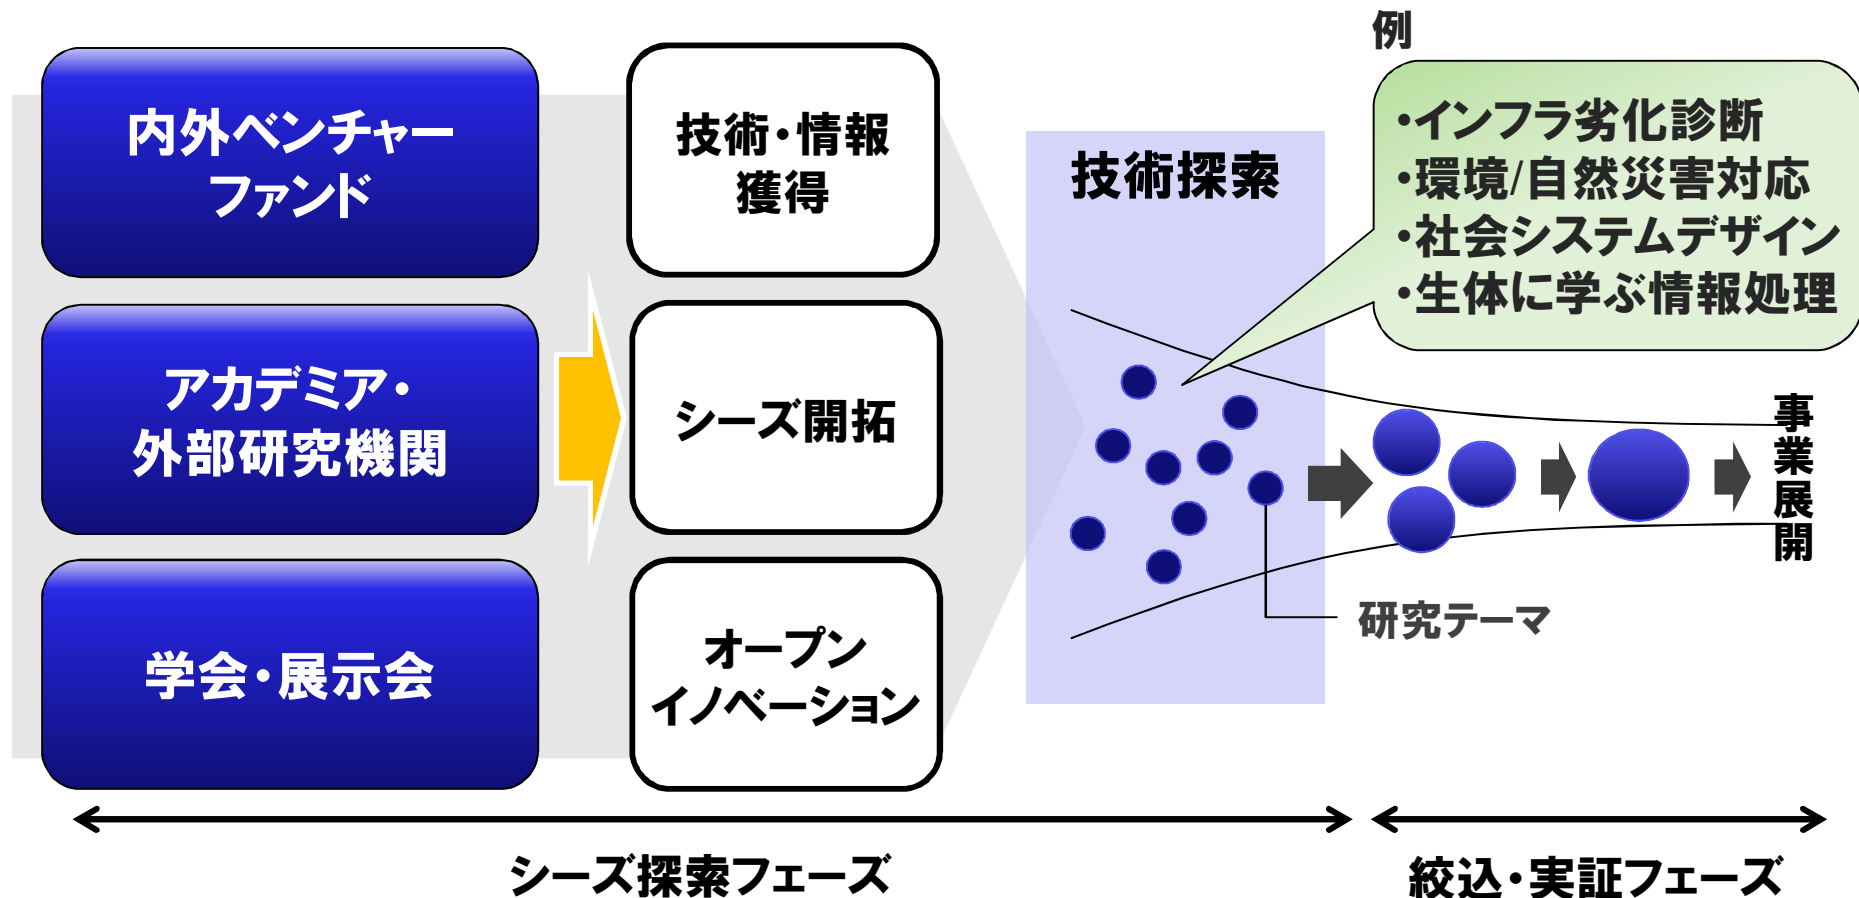 内外ベンチャー
ファンド
アカデミア・
外部研究機関
学会・展示会
技術・情報
獲得
シーズ開拓
オープン
イノベーション
技術探索
例
・インフラ劣化診断
・環境/自然災害対応
・社会システムデザイン
・生体に学ぶ情報処理
研究テーマ
事業展開
シーズ探索フェーズ
絞込・実証フェーズ